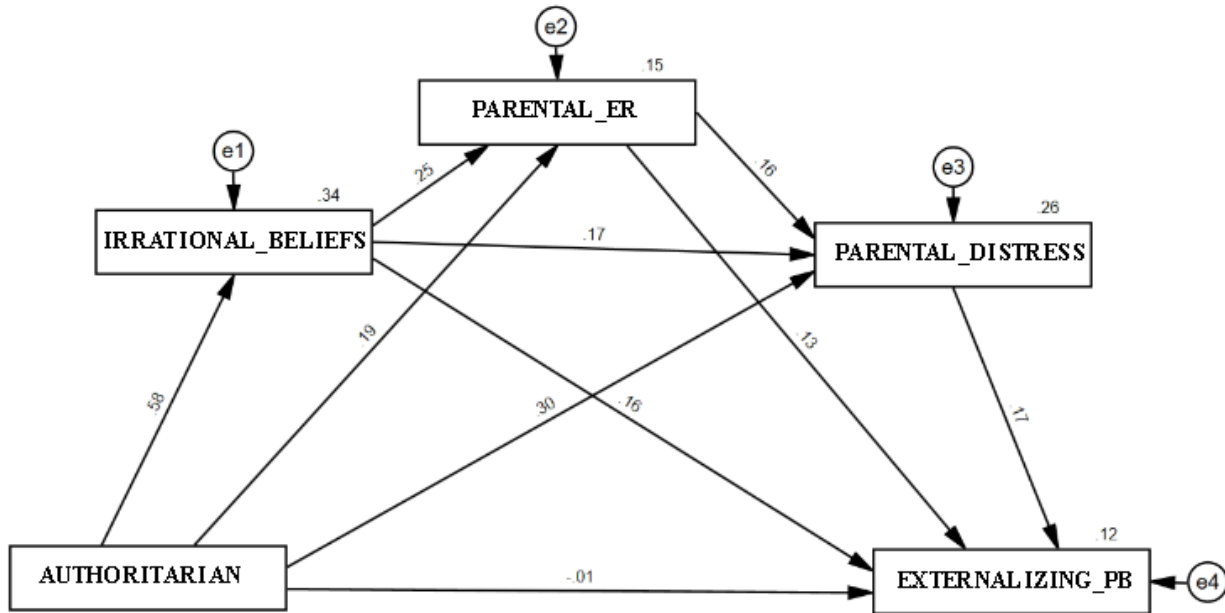 e2
.15
PARENTAL_ER
e1
.34
.25
.16
e3
.26
IRRATIONAL_BELIEFS
.17
PARENTAL_DISTRESS
.19
.13
.58
.30
.16
.17
.12
AUTHORITARIAN
-.01
EXTERNALIZING_PB
e4